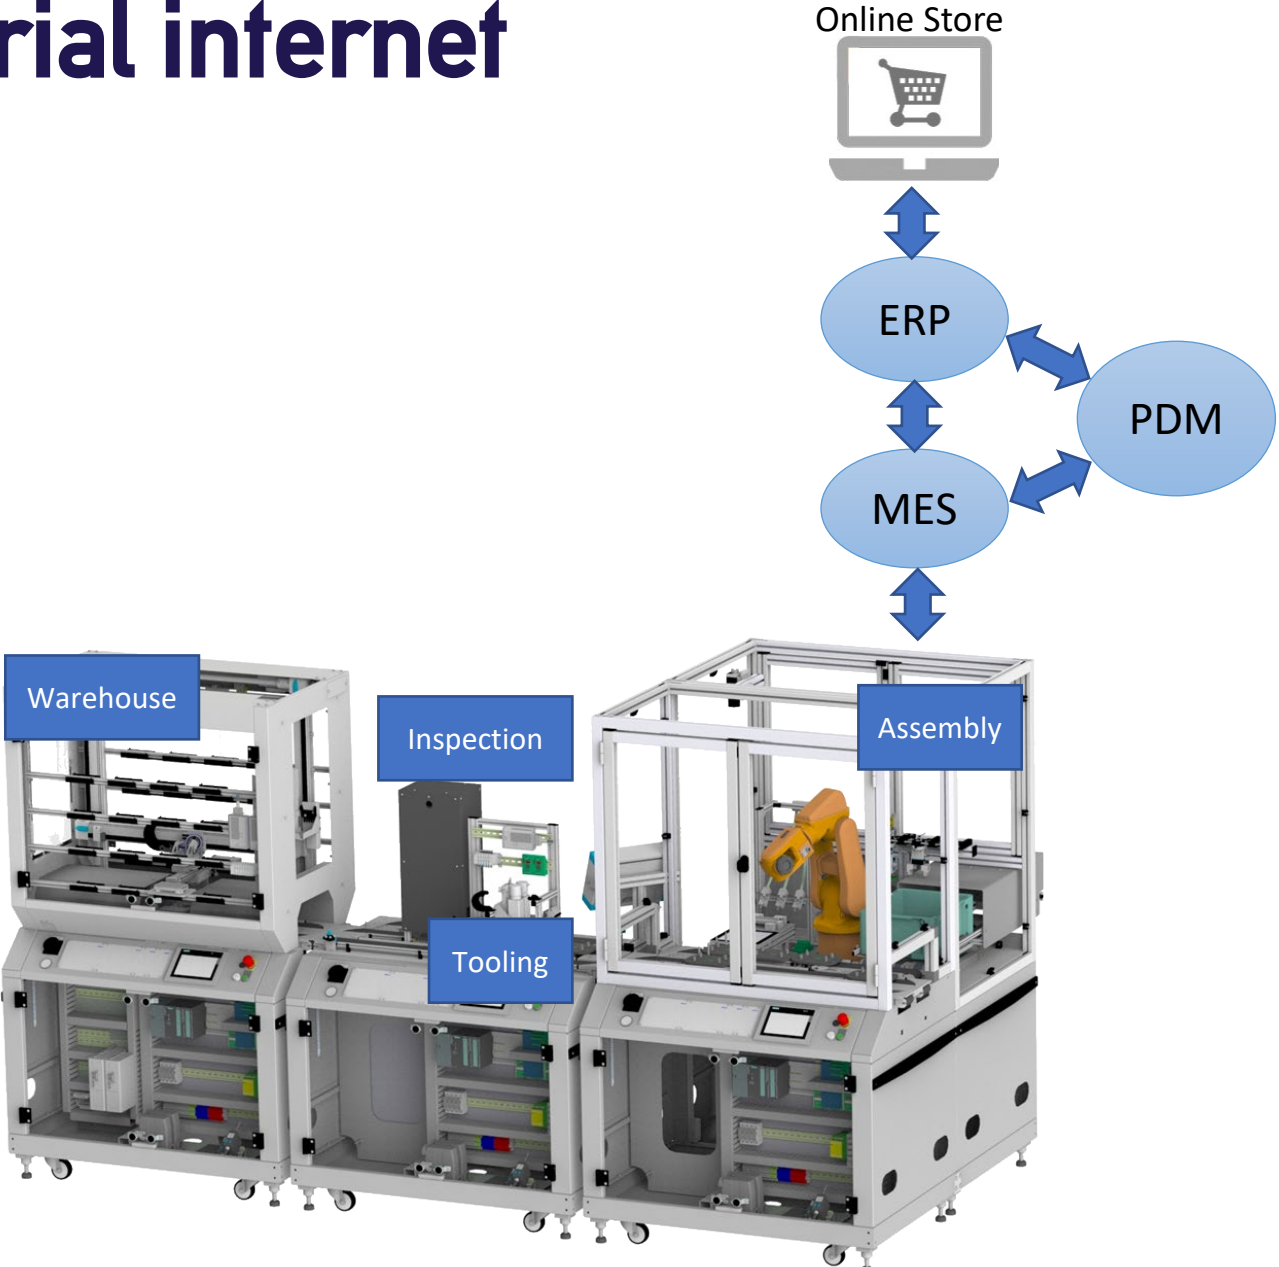 rial internet
Online Store
ERP
PDM
MES
Warehouse
Inspection
Assembly
Tooling